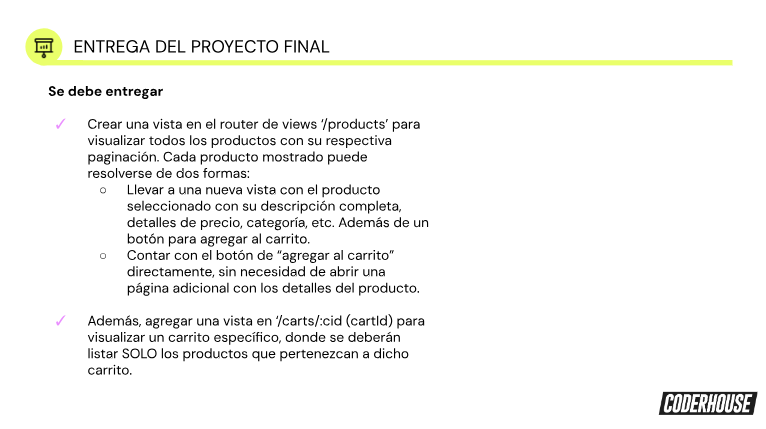 ENTREGA DEL PROYECTO FINAL
Se debe entregar
✓ Crear una vista en el router de views ‘/products’ para
visualizar todos los productos con su respectiva
paginación. Cada producto mostrado puede
resolverse de dos formas:
○ Llevar a una nueva vista con el producto
seleccionado con su descripción completa,
detalles de precio, categoría, etc. Además de un
botón para agregar al carrito.
○ Contar con el botón de “agregar al carrito”
directamente, sin necesidad de abrir una
página adicional con los detalles del producto.
✓ Además, agregar una vista en ‘/carts/:cid (cartId) para
visualizar un carrito específico, donde se deberán
listar SOLO los productos que pertenezcan a dicho
carrito.
CODERHOUSE